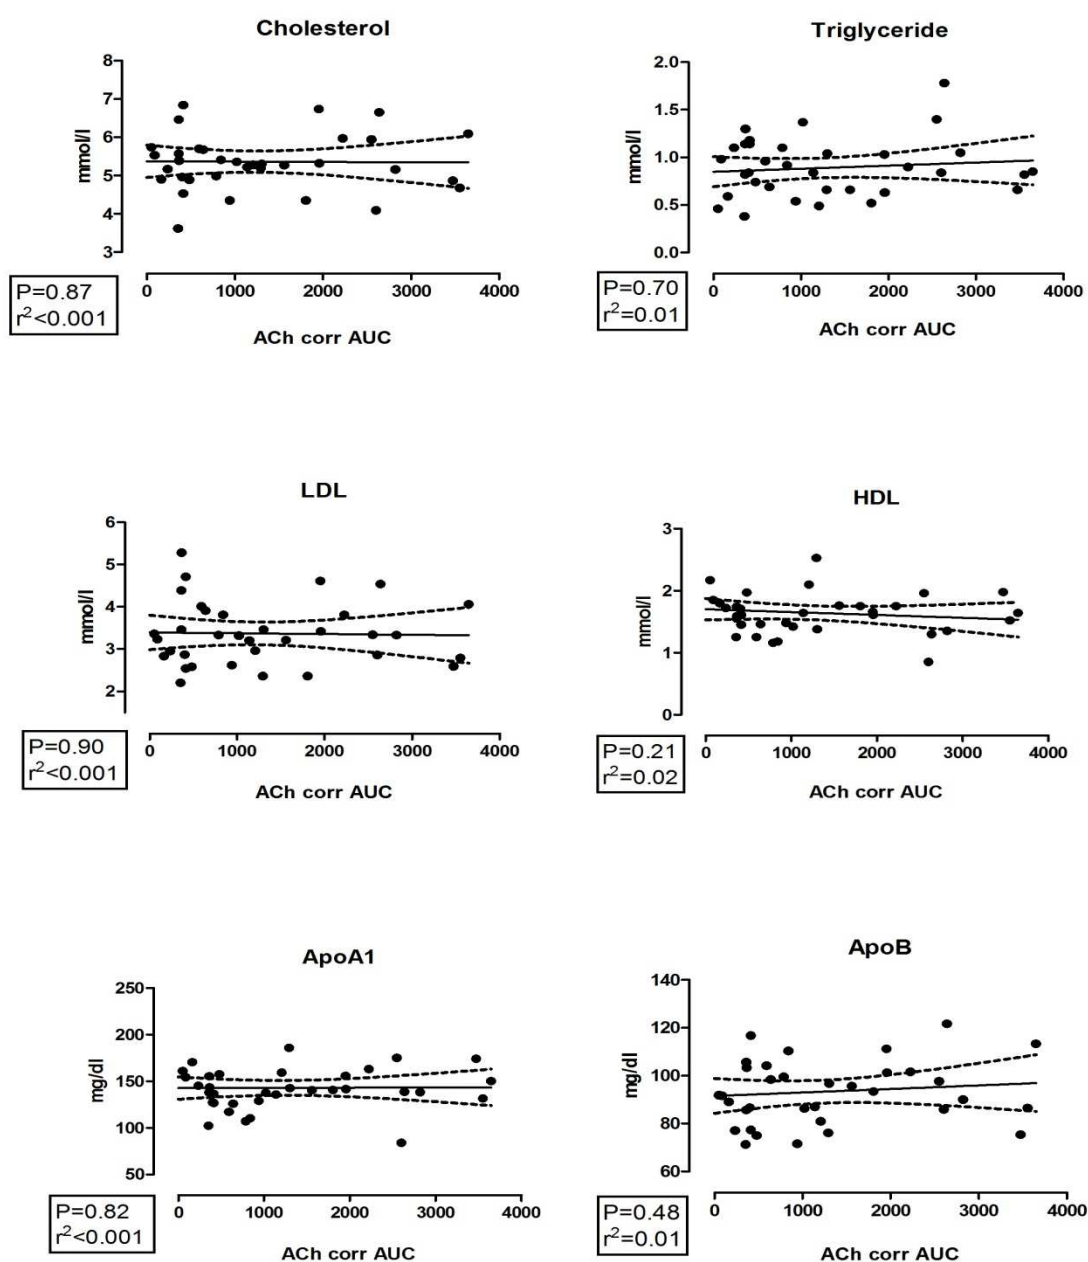 Cholesterol
8
7
6
5
4
3
mmol/l
0 1000 2000 3000 4000
ACh corr AUC
P=0.87
r²<0.001
Triglyceride
2.0
1.5
1.0
0.5
0.0
mmol/l
0 1000 2000 3000 4000
ACh corr AUC
P=0.70
r²=0.01
LDL
6
5
4
3
2
mmol/l
0 1000 2000 3000 4000
ACh corr AUC
P=0.90
r²<0.001
HDL
3
2
1
0
mmol/l
0 1000 2000 3000 4000
ACh corr AUC
P=0.21
r²=0.02
ApoA1
250
200
150
100
50
mg/dl
0 1000 2000 3000 4000
ACh corr AUC
P=0.82
r²<0.001
ApoB
140
120
100
80
60
mg/dl
0 1000 2000 3000 4000
ACh corr AUC
P=0.48
r²=0.01